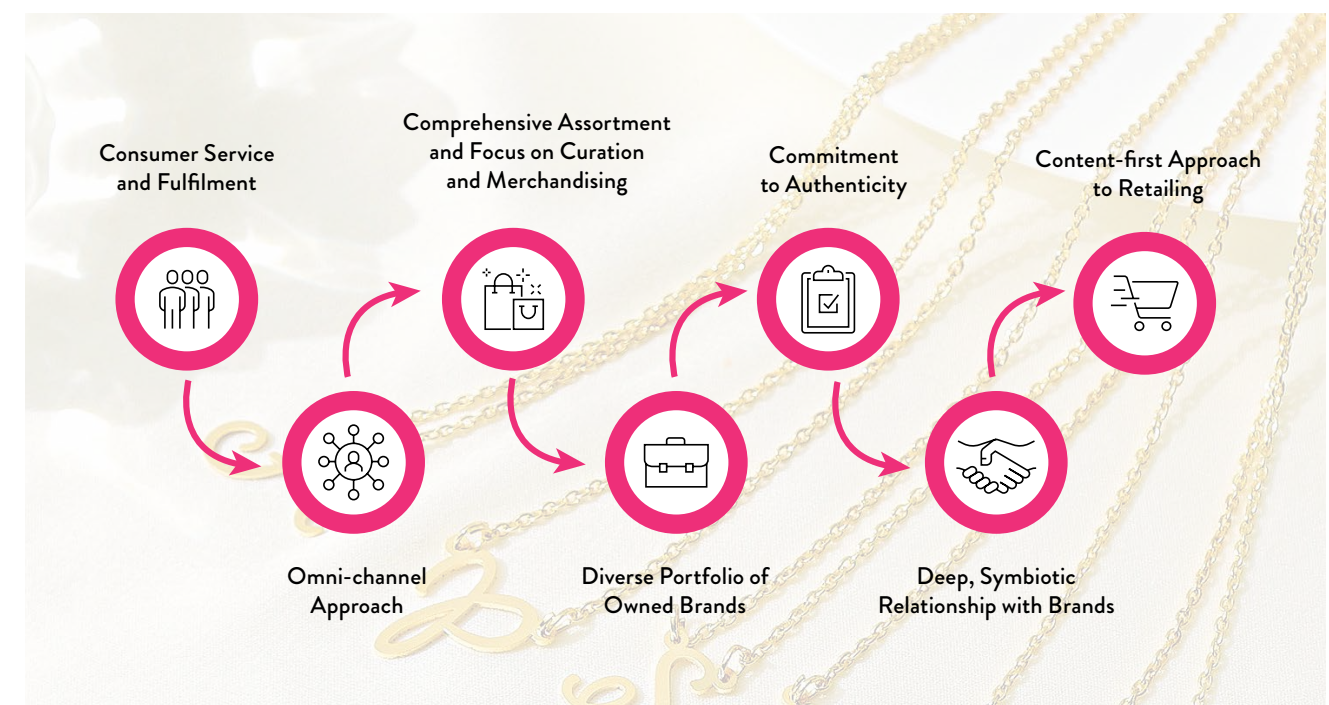 Consumer Service
and Fulfilment
Omni-channel
Approach
Comprehensive Assortment
and Focus on Curation
and Merchandising
Diverse Portfolio of
Owned Brands
Commitment
to Authenticity
Deep, Symbiotic
Relationship with Brands
Content-first Approach
to Retailing